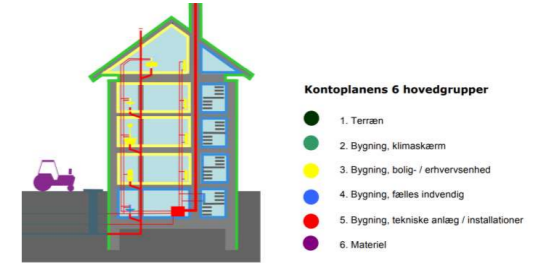 Kontoplanens 6 hovedgrupper
1. Terræn
2. Bygning, klimaskærm
3. Bygning, bolig- / erhvervsenhed
4. Bygning, fælles indvendig
5. Bygning, tekniske anlæg / installationer
6. Materiel